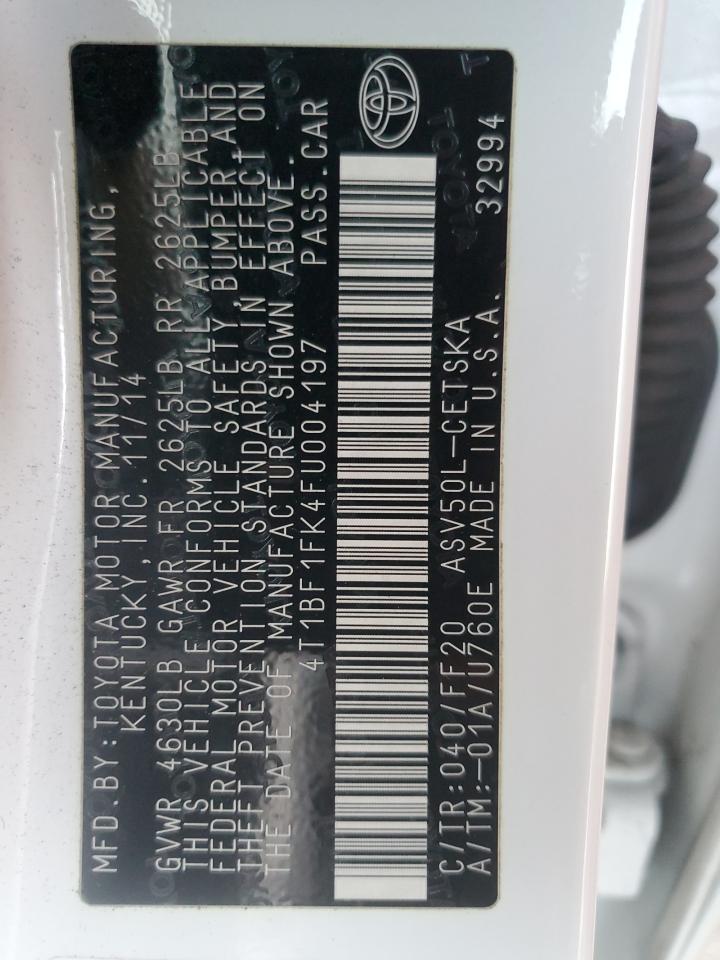 MFD.BY:TOYOTA MOTOR MANUFACTURING,
KENTUCKY, INC. 11/14
GVWR 4630LB GAWR FR 2625LB RR 2625LB
THIS VEHICLE CONFORMS TO ALL APPLICABLE
FEDERAL MOTOR VEHICLE SAFETY, BUMPER, AND
THEFT PREVENTION STANDARDS IN EFFECT ON
THE DATE OF MANUFACTURE SHOWN ABOVE.
4T1BF1FK4FU004197 PASS.CAR
C/TR:040/FF20 ASV50L-CETSKA
A/TM:-01A/U760E MADE IN U.S.A. 32994